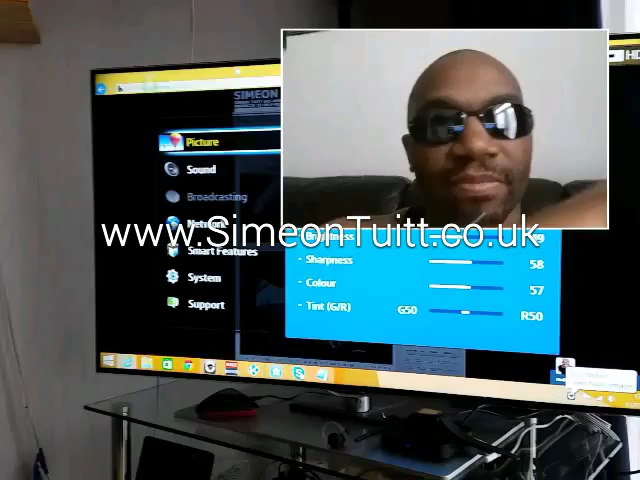 HD
SIMEON
Picture
Sound
Broadcasting
Network
www.SimeonTuitt.co.uk
Smart Features
System
Support
- Brightness
- Sharpness 58
- Colour 57
- Tint (G/R) G50 R50